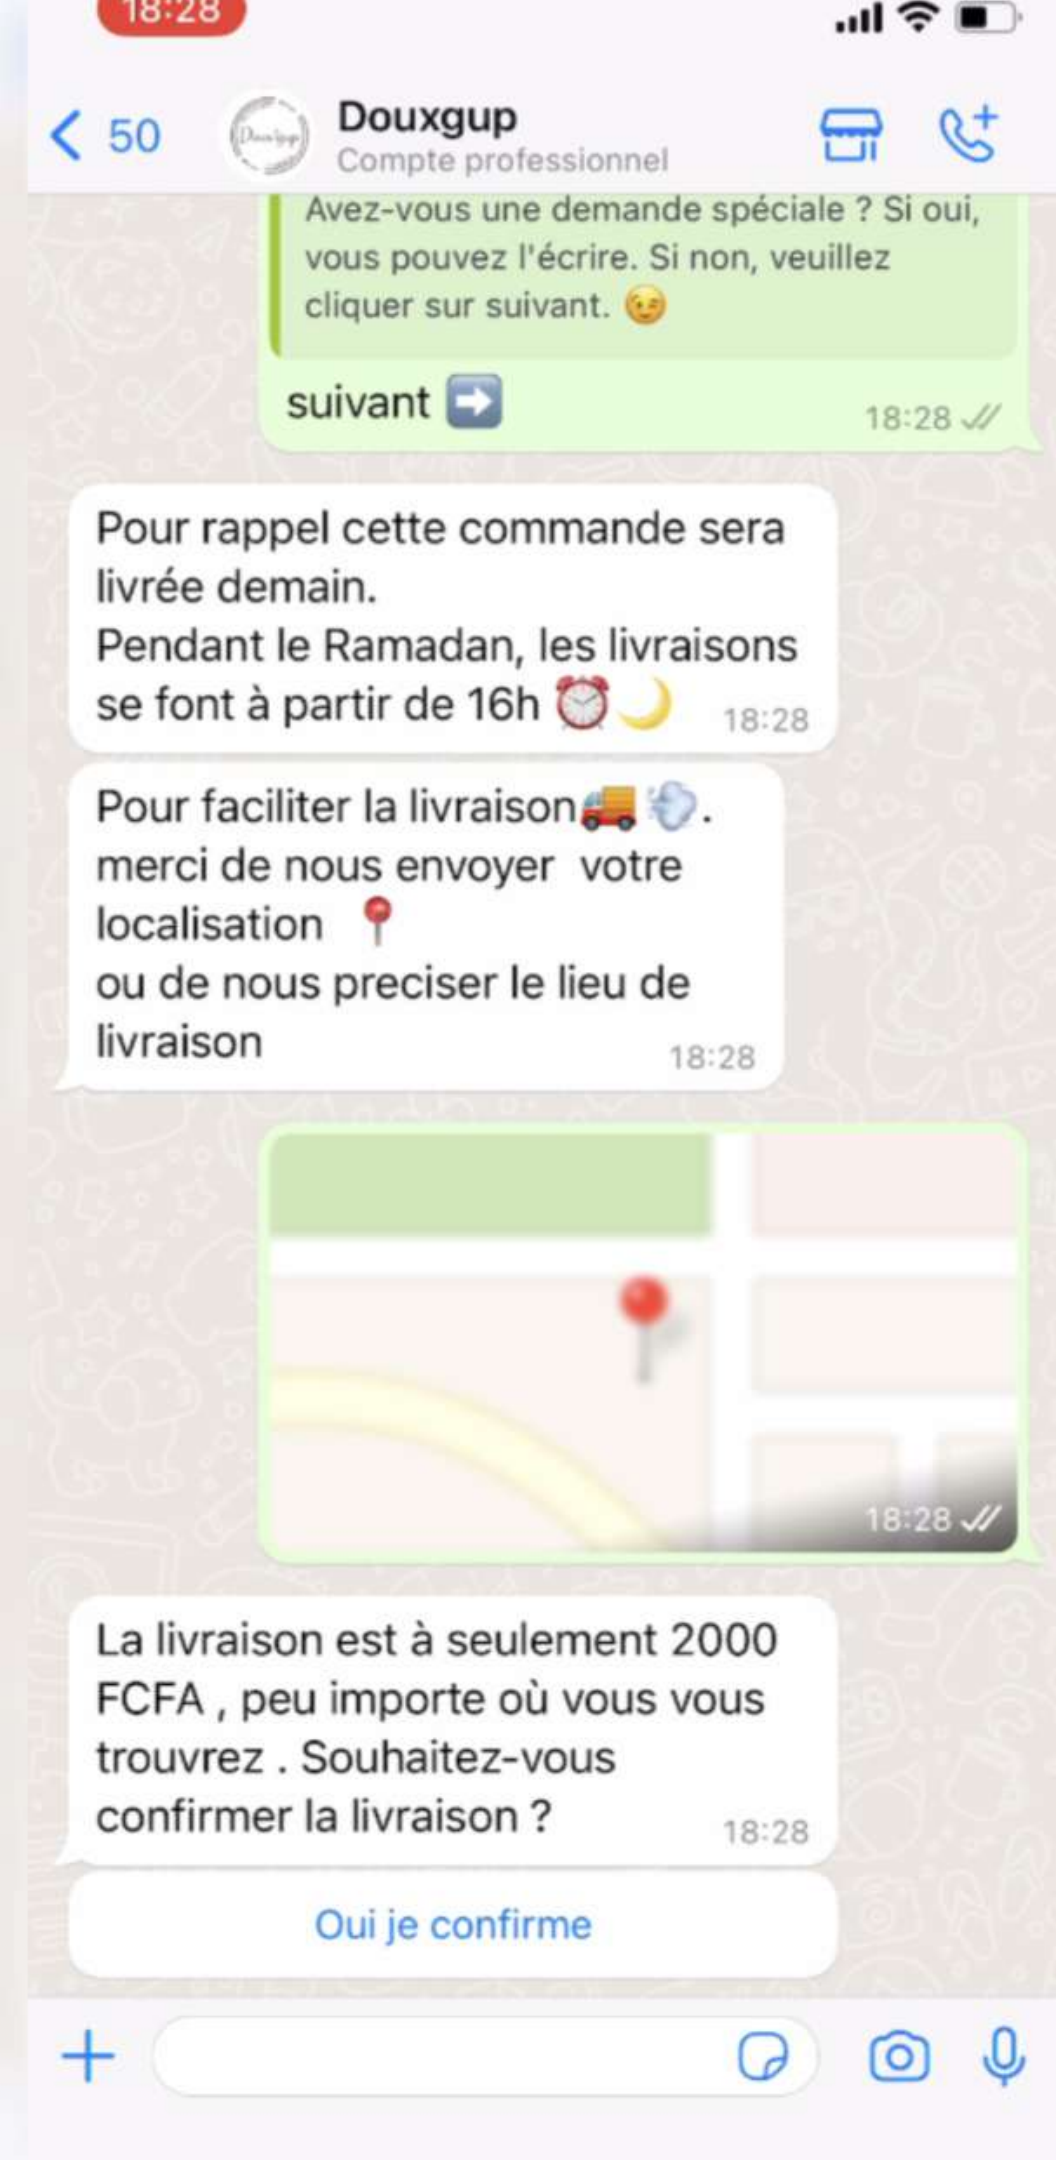 18:28
50
Douxgup
Compte professionnel
Avez-vous une demande spéciale ? Si oui,
vous pouvez l'écrire. Si non, veuillez
cliquer sur suivant. 😉
suivant ➡️
18:28
Pour rappel cette commande sera
livrée demain.
Pendant le Ramadan, les livraisons
se font à partir de 16h ⏰🌙
18:28
Pour faciliter la livraison🚚💨.
merci de nous envoyer votre
localisation 📍
ou de nous preciser le lieu de
livraison
18:28
18:28
La livraison est à seulement 2000
FCFA , peu importe où vous vous
trouvrez . Souhaitez-vous
confirmer la livraison ?
18:28
Oui je confirme